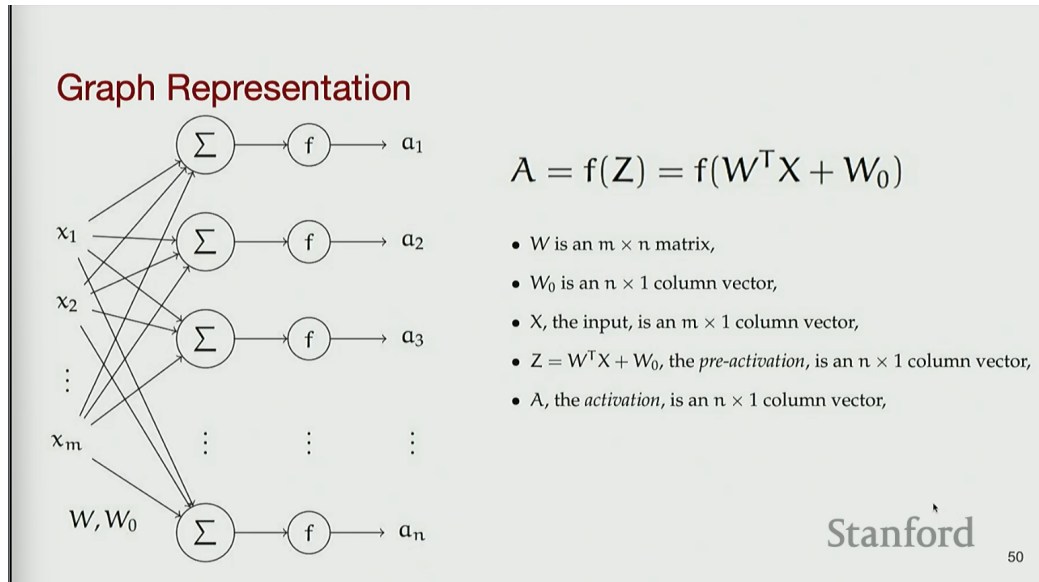 Graph Representation
Σ f a₁
x₁ Σ f a₂
x₂ Σ f a₃
⋮
xₘ ⋮ ⋮ ⋮
W, W₀ Σ f aₙ
A = f(Z) = f(WᵀX + W₀)
• W is an m × n matrix,
• W₀ is an n × 1 column vector,
• X, the input, is an m × 1 column vector,
• Z = WᵀX + W₀, the pre-activation, is an n × 1 column vector,
• A, the activation, is an n × 1 column vector,
Stanford
50